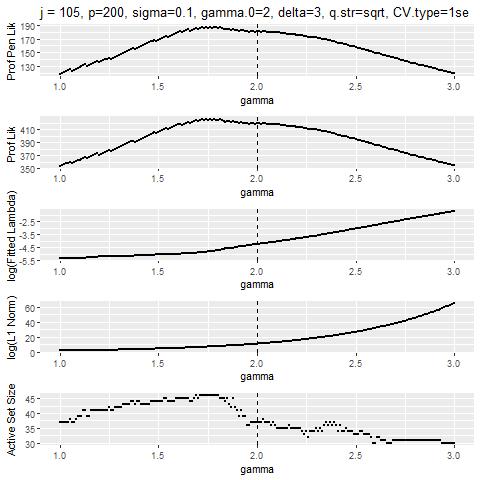 j = 105, p=200, sigma=0.1, gamma.0=2, delta=3, q.str=sqrt, CV.type=1se
Prof Pen Lik
190
170
150
130
1.0 1.5 2.0 2.5 3.0
gamma
Prof Lik
410
390
370
350
1.0 1.5 2.0 2.5 3.0
gamma
log(Fitted Lambda)
-2.5
-3.5
-4.5
-5.5
1.0 1.5 2.0 2.5 3.0
gamma
log(L1 Norm)
60
40
20
0
1.0 1.5 2.0 2.5 3.0
gamma
Active Set Size
45
40
35
30
1.0 1.5 2.0 2.5 3.0
gamma